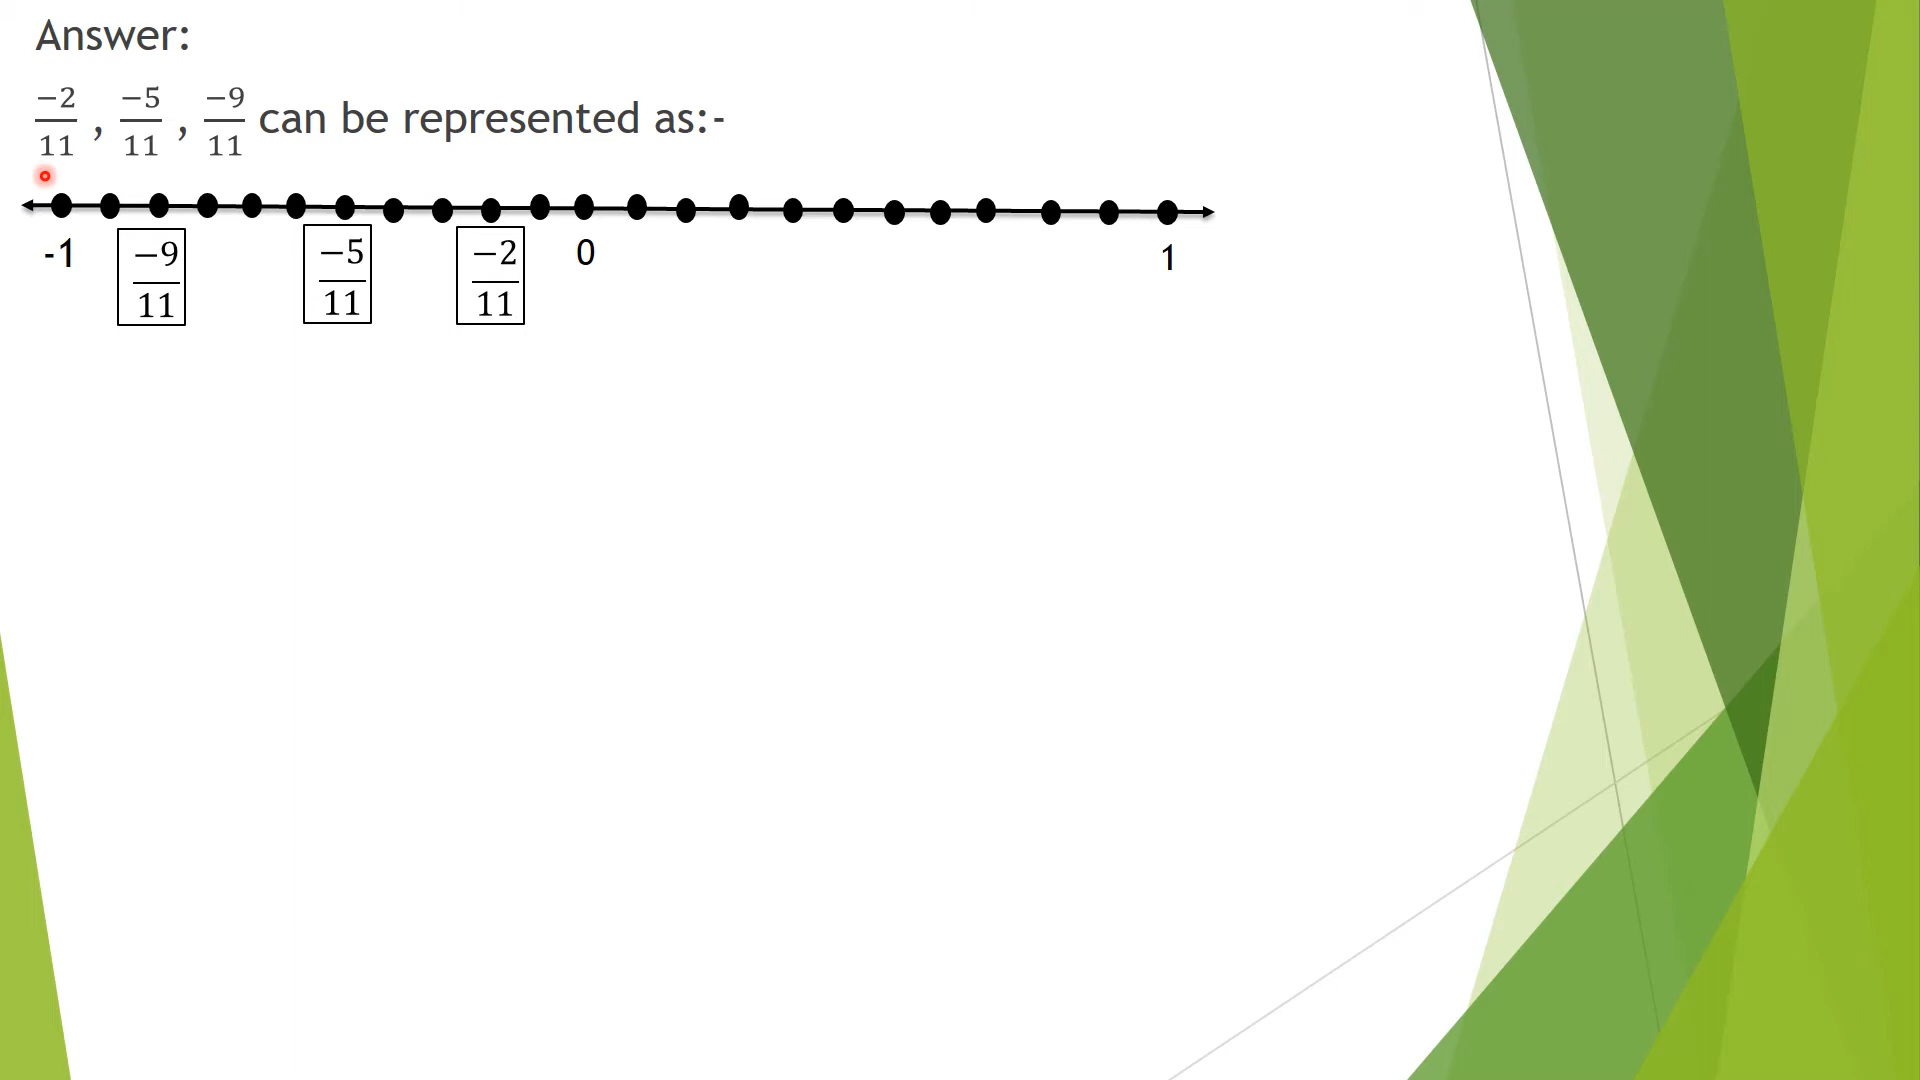 Answer:
−2/11 , −5/11 , −9/11 can be represented as:-
-1 −9/11 −5/11 −2/11 0 1